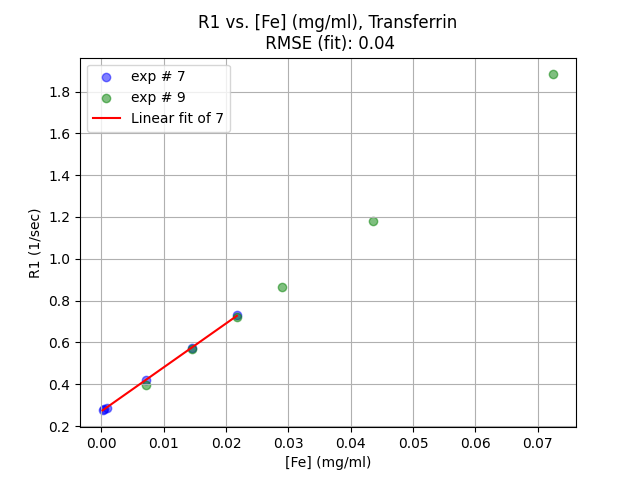 R1 vs. [Fe] (mg/ml), Transferrin
RMSE (fit): 0.04
exp # 7
exp # 9
Linear fit of 7
R1 (1/sec)
1.8
1.6
1.4
1.2
1.0
0.8
0.6
0.4
0.2
0.00 0.01 0.02 0.03 0.04 0.05 0.06 0.07
[Fe] (mg/ml)